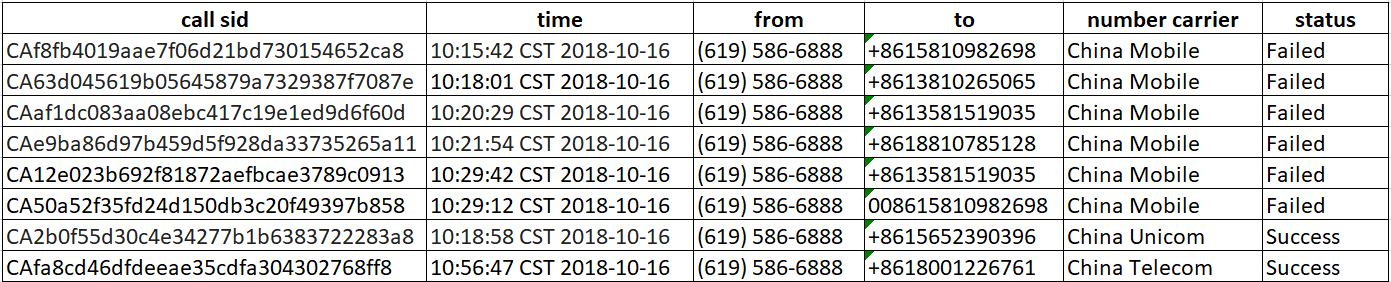 call sid time from to number carrier status
CAf8fb4019aae7f06d21bd730154652ca8 10:15:42 CST 2018-10-16 (619) 586-6888 +8615810982698 China Mobile Failed
CA63d045619b05645879a7329387f7087e 10:18:01 CST 2018-10-16 (619) 586-6888 +8613810265065 China Mobile Failed
CAaf1dc083aa08ebc417c19e1ed9d6f60d 10:20:29 CST 2018-10-16 (619) 586-6888 +8613581519035 China Mobile Failed
CAe9ba86d97b459d5f928da33735265a11 10:21:54 CST 2018-10-16 (619) 586-6888 +8618810785128 China Mobile Failed
CA12e023b692f81872aefbcae3789c0913 10:29:42 CST 2018-10-16 (619) 586-6888 +8613581519035 China Mobile Failed
CA50a52f35fd24d150db3c20f49397b858 10:29:12 CST 2018-10-16 (619) 586-6888 008615810982698 China Mobile Failed
CA2b0f55d30c4e34277b1b6383722283a8 10:18:58 CST 2018-10-16 (619) 586-6888 +8615652390396 China Unicom Success
CAfa8cd46dfdeeae35cdfa304302768ff8 10:56:47 CST 2018-10-16 (619) 586-6888 +8618001226761 China Telecom Success